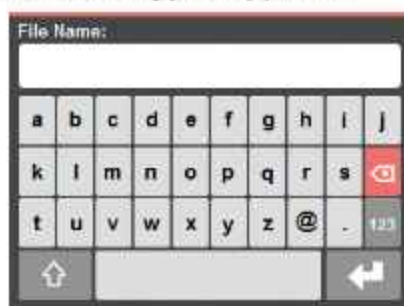 File Name:
a b c d e f g h i j
k l m n o p q r s
t u v w x y z @ . 123